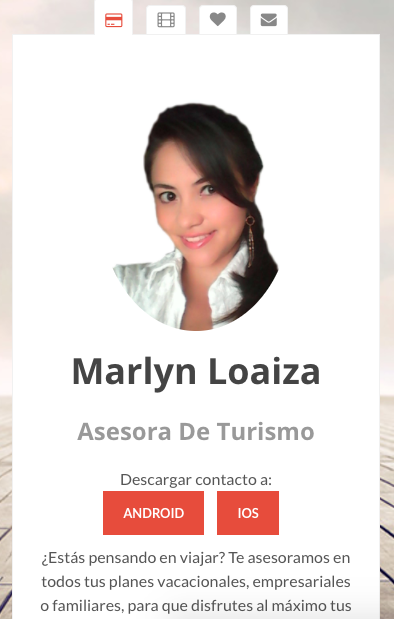 Marlyn Loaiza
Asesora De Turismo
Descargar contacto a:
ANDROID IOS
¿Estás pensando en viajar? Te asesoramos en
todos tus planes vacacionales, empresariales
o familiares, para que disfrutes al máximo tus